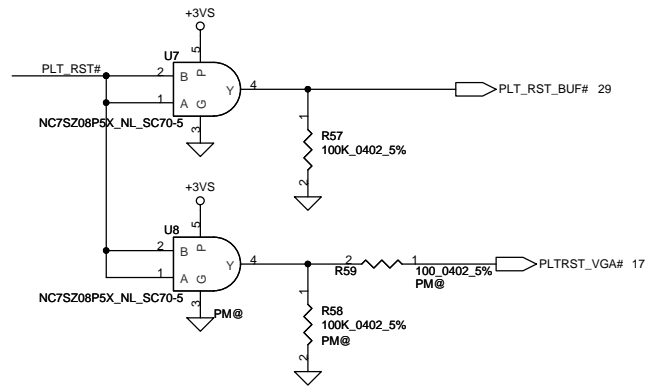 +3VS
U7
5
PLT_RST#
2 B P
Y 4
PLT_RST_BUF# 29
1 A G
NC7SZ08P5X_NL_SC70-5
3
1
R57
100K_0402_5%
2
+3VS
U8
5
2 B P
Y 4
2 1
R59
100_0402_5%
PM@
PLTRST_VGA# 17
1 A G
NC7SZ08P5X_NL_SC70-5
3
PM@
1
R58
100K_0402_5%
PM@
2